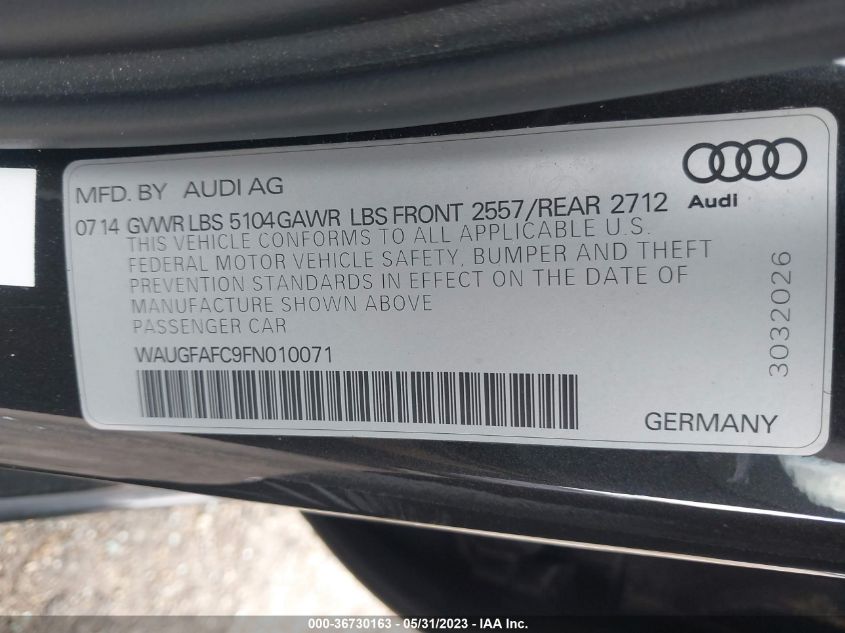 MFD. BY AUDI AG
Audi
0714 GVWR LBS 5104 GAWR LBS FRONT 2557/REAR 2712
THIS VEHICLE CONFORMS TO ALL APPLICABLE U.S.
FEDERAL MOTOR VEHICLE SAFETY, BUMPER AND THEFT
PREVENTION STANDARDS IN EFFECT ON THE DATE OF
MANUFACTURE SHOWN ABOVE
PASSENGER CAR
WAUGFAFC9FN010071
3032026
GERMANY
000-36730163 - 05/31/2023 - IAA Inc.